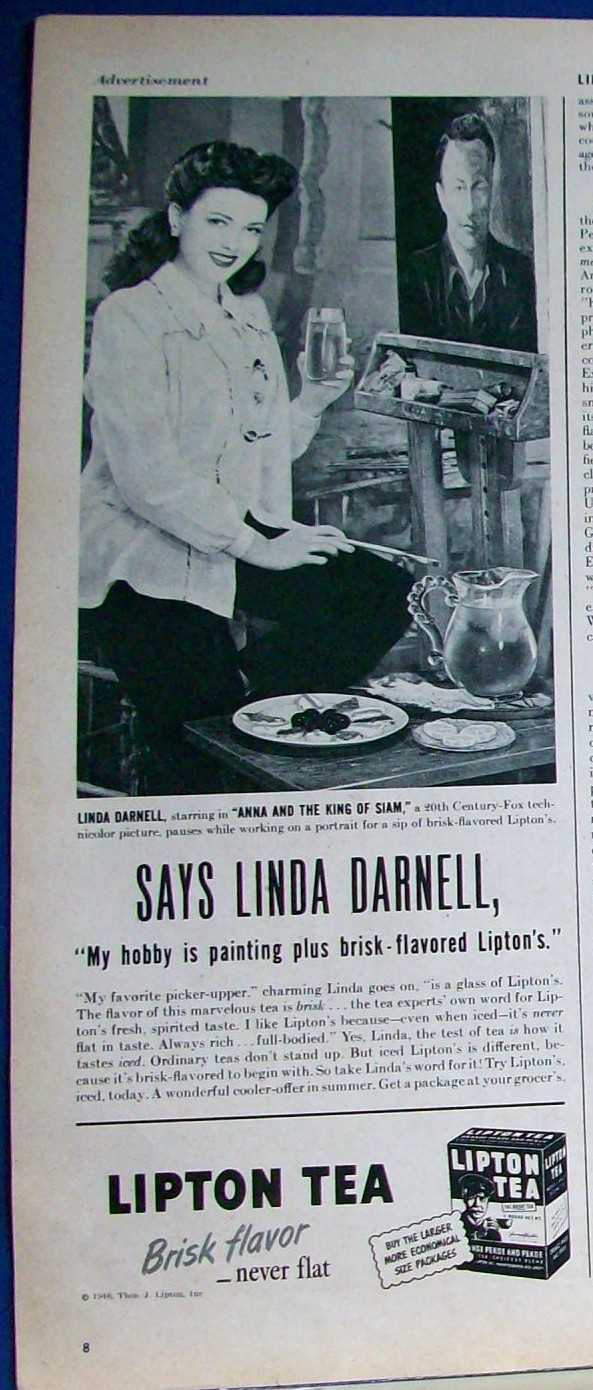 Advertisement
LINDA DARNELL, starring in "ANNA AND THE KING OF SIAM," a 20th Century-Fox tech-
nicolor picture, pauses while working on a portrait for a sip of brisk-flavored Lipton's.
SAYS LINDA DARNELL,
"My hobby is painting plus brisk-flavored Lipton's."
"My favorite picker-upper," charming Linda goes on, "is a glass of Lipton's.
The flavor of this marvelous tea is brisk . . . the tea experts' own word for Lip-
ton's fresh, spirited taste. I like Lipton's because—even when iced—it's never
flat in taste. Always rich . . . full-bodied." Yes, Linda, the test of tea is how it
tastes iced. Ordinary teas don't stand up. But iced Lipton's is different, be-
cause it's brisk-flavored to begin with. So take Linda's word for it! Try Lipton's,
iced, today. A wonderful cooler-offer in summer. Get a package at your grocer's.
LIPTON TEA
Brisk flavor
—never flat
BUY THE LARGER
MORE ECONOMICAL
SIZE PACKAGES
LIPTON TEA
LIPTON
TEA
LIPTON
TEA
PEKOE AND PEKOE
© 1946, Thos. J. Lipton, Inc
8